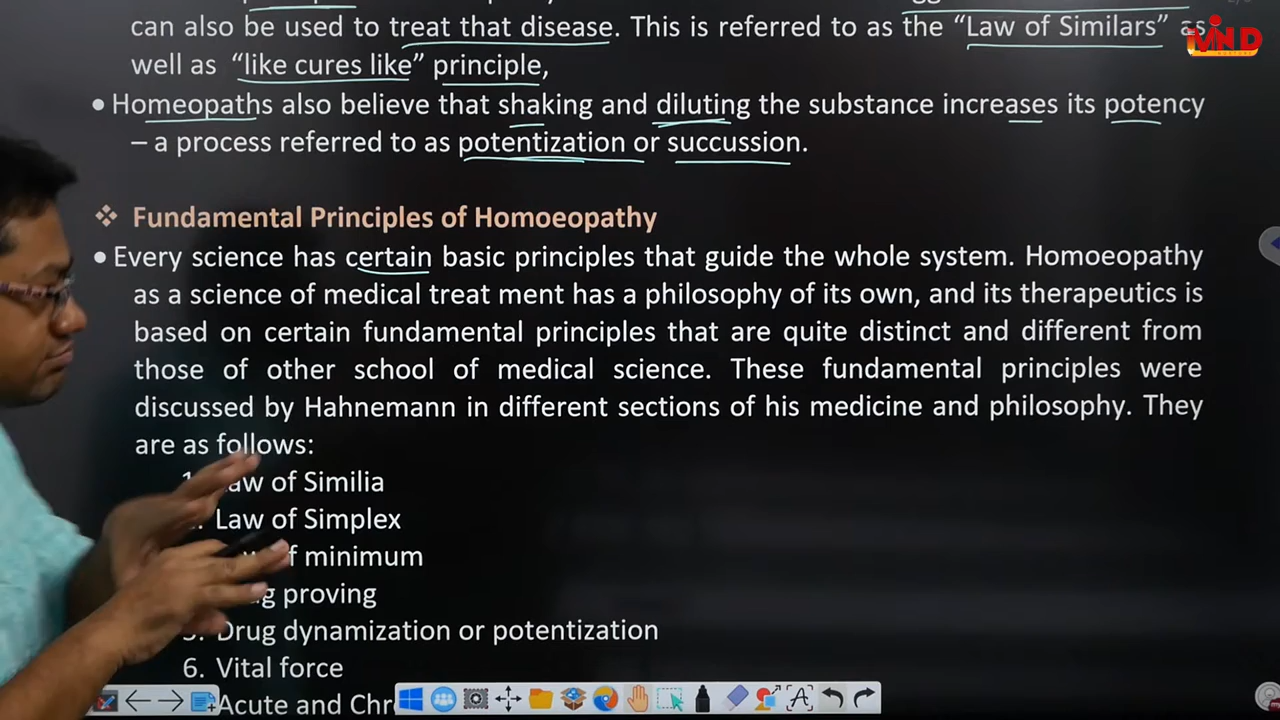 can also be used to treat that disease. This is referred to as the “Law of Similars” as
well as “like cures like” principle,
• Homeopaths also believe that shaking and diluting the substance increases its potency
– a process referred to as potentization or succussion.
❖ Fundamental Principles of Homoeopathy
• Every science has certain basic principles that guide the whole system. Homoeopathy
as a science of medical treat ment has a philosophy of its own, and its therapeutics is
based on certain fundamental principles that are quite distinct and different from
those of other school of medical science. These fundamental principles were
discussed by Hahnemann in different sections of his medicine and philosophy. They
are as follows:
Law of Similia
Law of Simplex
of minimum
proving
5. Drug dynamization or potentization
6. Vital force
Acute and